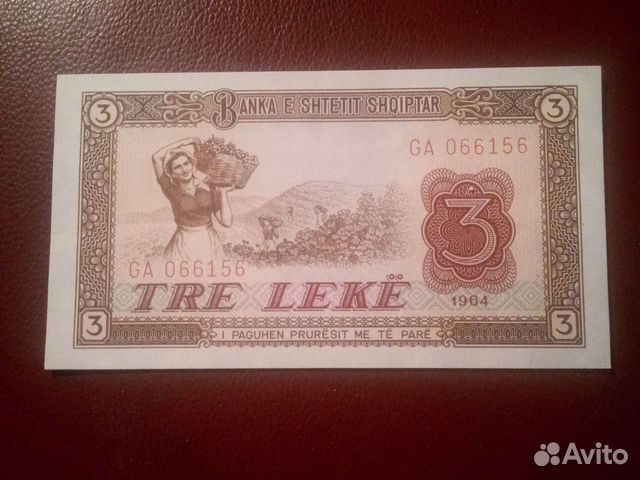 3 BANKA E SHTETIT SHQIPTAR 3
GA 066156
3
GA 066156
TRE LEKË 1964
3 I PAGUHEN PRURËSIT ME TË PARË 3
Avito